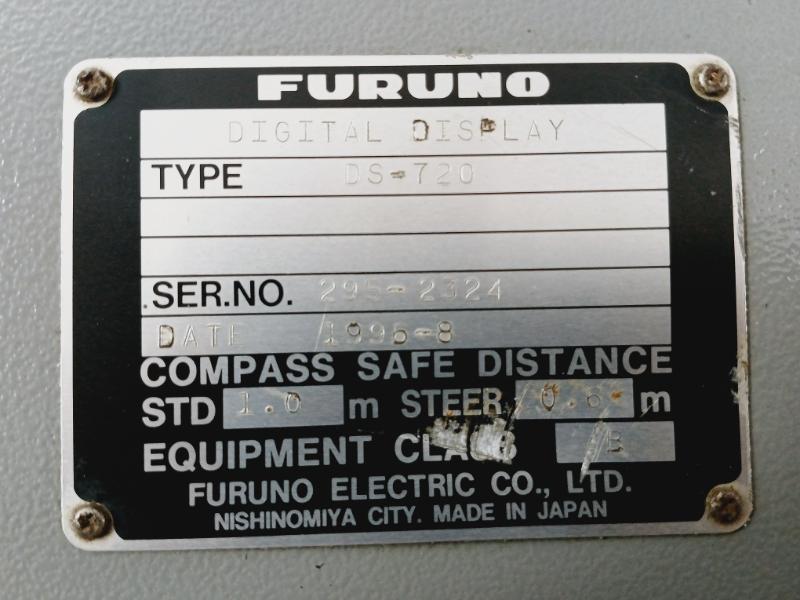 FURUNO
DIGITAL DISPLAY
TYPE DS-720
SER.NO. 295-2324
DATE 1996-8
COMPASS SAFE DISTANCE
STD 1.0 m STEER 0.6 m
EQUIPMENT CLASS B
FURUNO ELECTRIC CO., LTD.
NISHINOMIYA CITY. MADE IN JAPAN